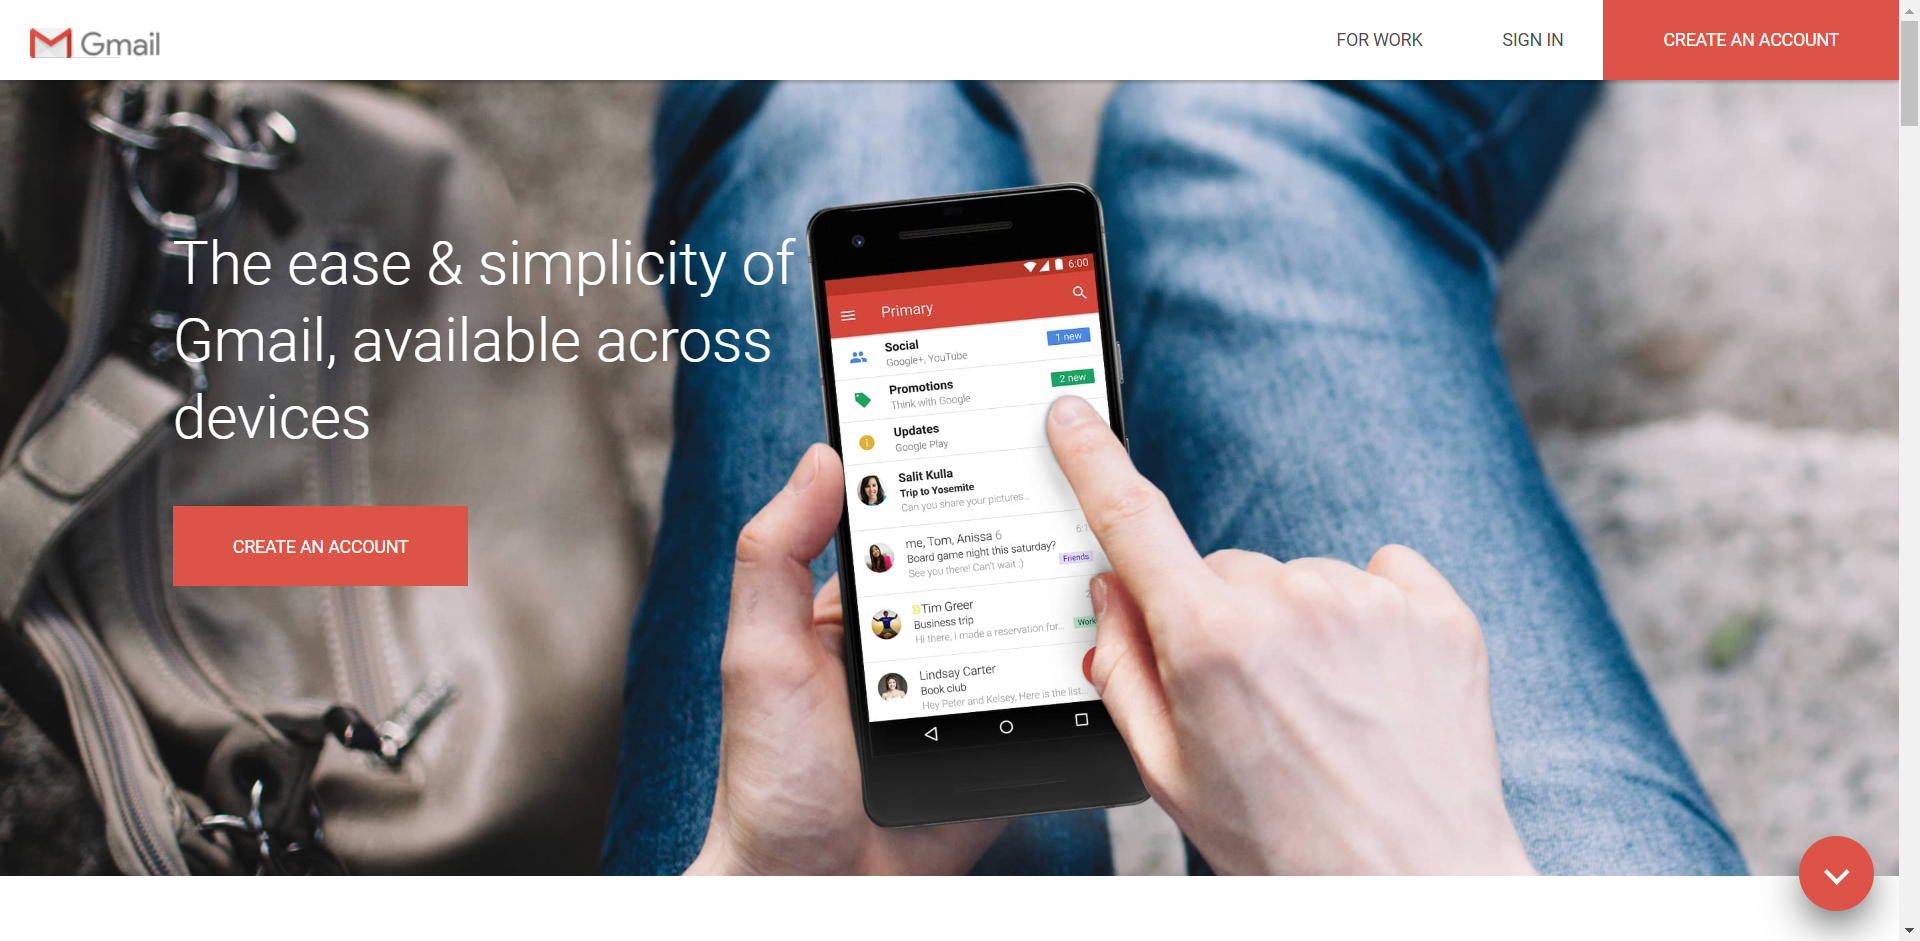 Gmail
FOR WORK
SIGN IN
CREATE AN ACCOUNT
The ease & simplicity of
Gmail, available across
devices
CREATE AN ACCOUNT
6:00
Primary
Social
1 new
Google+, YouTube
Promotions
2 new
Think with Google
Updates
Google Play
Salit Kulla
Trip to Yosemite
Can you share your pictures...
me, Tom, Anissa 6
Board game night this saturday?
See you there! Can't wait :)
Friends
Tim Greer
Business trip
Hi there, i made a reservation for...
Work
Lindsay Carter
Book club
Hey Peter and Kelsey, Here is the list...